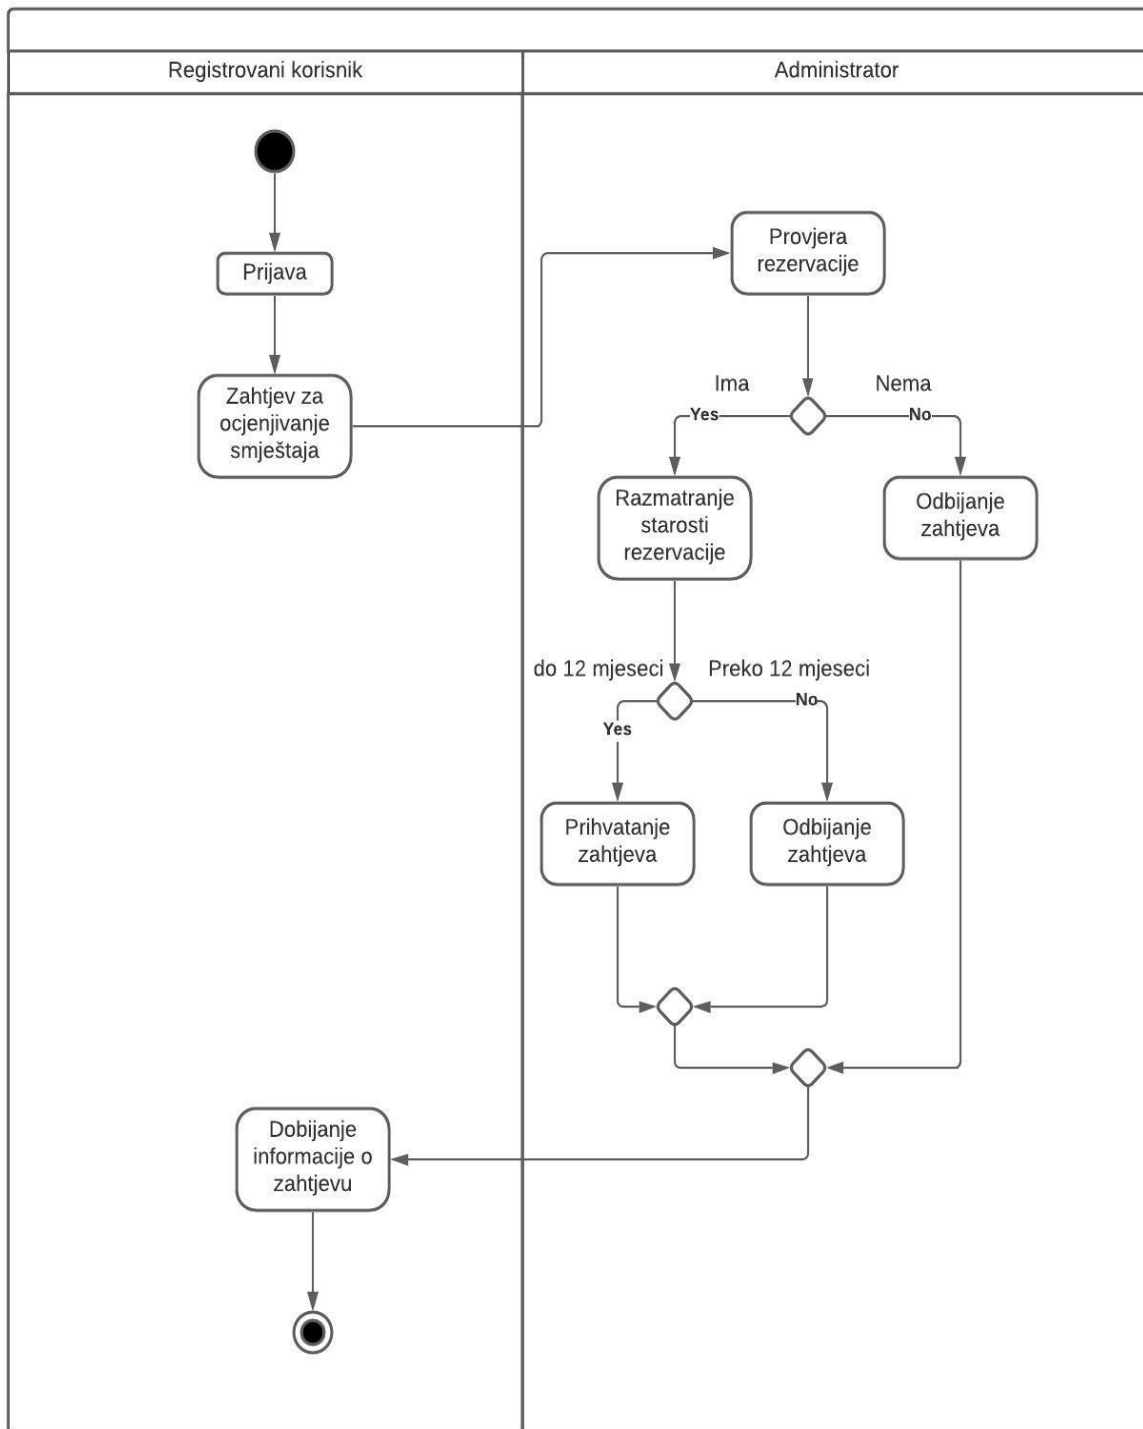 Registrovani korisnik
Administrator
Prijava
Zahtjev za
ocjenjivanje
smještaja
Provjera
rezervacije
Ima
Nema
Yes
No
Razmatranje
starosti
rezervacije
Odbijanje
zahtjeva
do 12 mjeseci
Preko 12 mjeseci
No
Yes
Prihvatanje
zahtjeva
Odbijanje
zahtjeva
Dobijanje
informacije o
zahtjevu